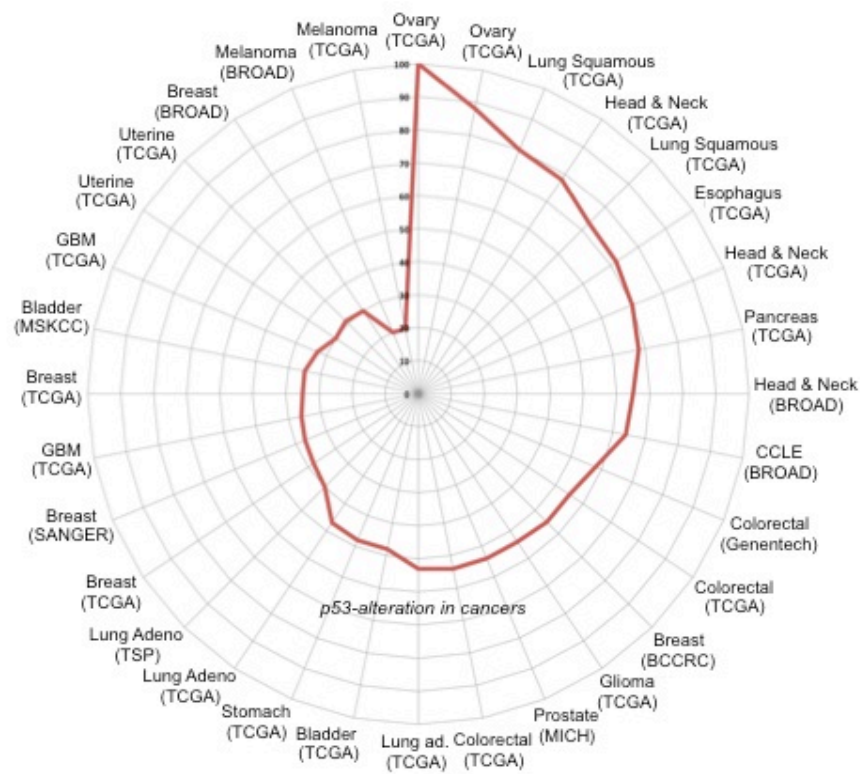 Ovary
(TCGA)
Ovary
(TCGA)
Lung Squamous
(TCGA)
Head & Neck
(TCGA)
Lung Squamous
(TCGA)
Esophagus
(TCGA)
Head & Neck
(TCGA)
Pancreas
(TCGA)
Head & Neck
(BROAD)
CCLE
(BROAD)
Colorectal
(Genentech)
Colorectal
(TCGA)
Breast
(BCCRC)
Glioma
(TCGA)
Prostate
(MICH)
Colorectal
(TCGA)
Lung ad.
(TCGA)
Bladder
(TCGA)
Stomach
(TCGA)
Lung Adeno
(TCGA)
Lung Adeno
(TSP)
Breast
(TCGA)
Breast
(SANGER)
GBM
(TCGA)
Breast
(TCGA)
Bladder
(MSKCC)
GBM
(TCGA)
Uterine
(TCGA)
Uterine
(TCGA)
Breast
(BROAD)
Melanoma
(BROAD)
Melanoma
(TCGA)
100
90
80
70
60
50
40
30
20
10
0
p53-alteration in cancers